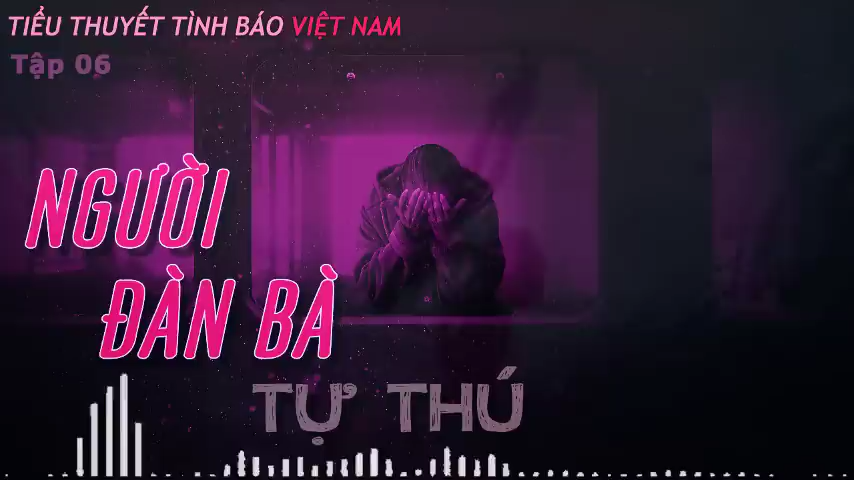 TIỂU THUYẾT TÌNH BÁO VIỆT NAM
Tập 06
NGƯỜI
ĐÀN BÀ
TỰ THÚ